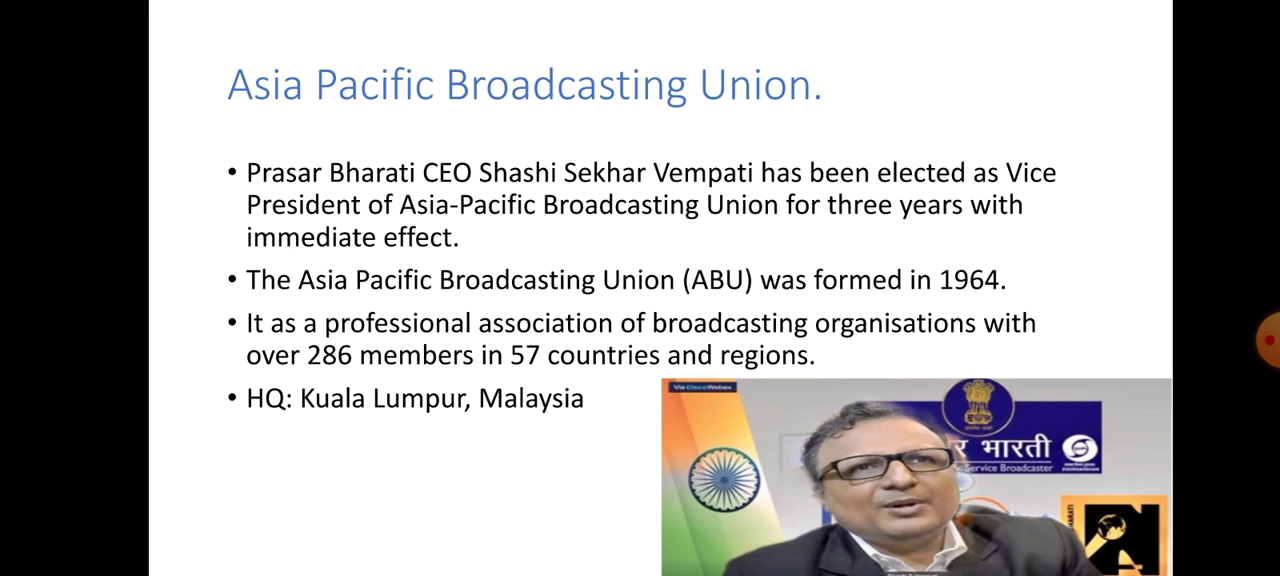 Asia Pacific Broadcasting Union.
• Prasar Bharati CEO Shashi Sekhar Vempati has been elected as Vice
President of Asia-Pacific Broadcasting Union for three years with
immediate effect.
• The Asia Pacific Broadcasting Union (ABU) was formed in 1964.
• It as a professional association of broadcasting organisations with
over 286 members in 57 countries and regions.
• HQ: Kuala Lumpur, Malaysia
Via Cisco Webex
र भारती
Service Broadcaster